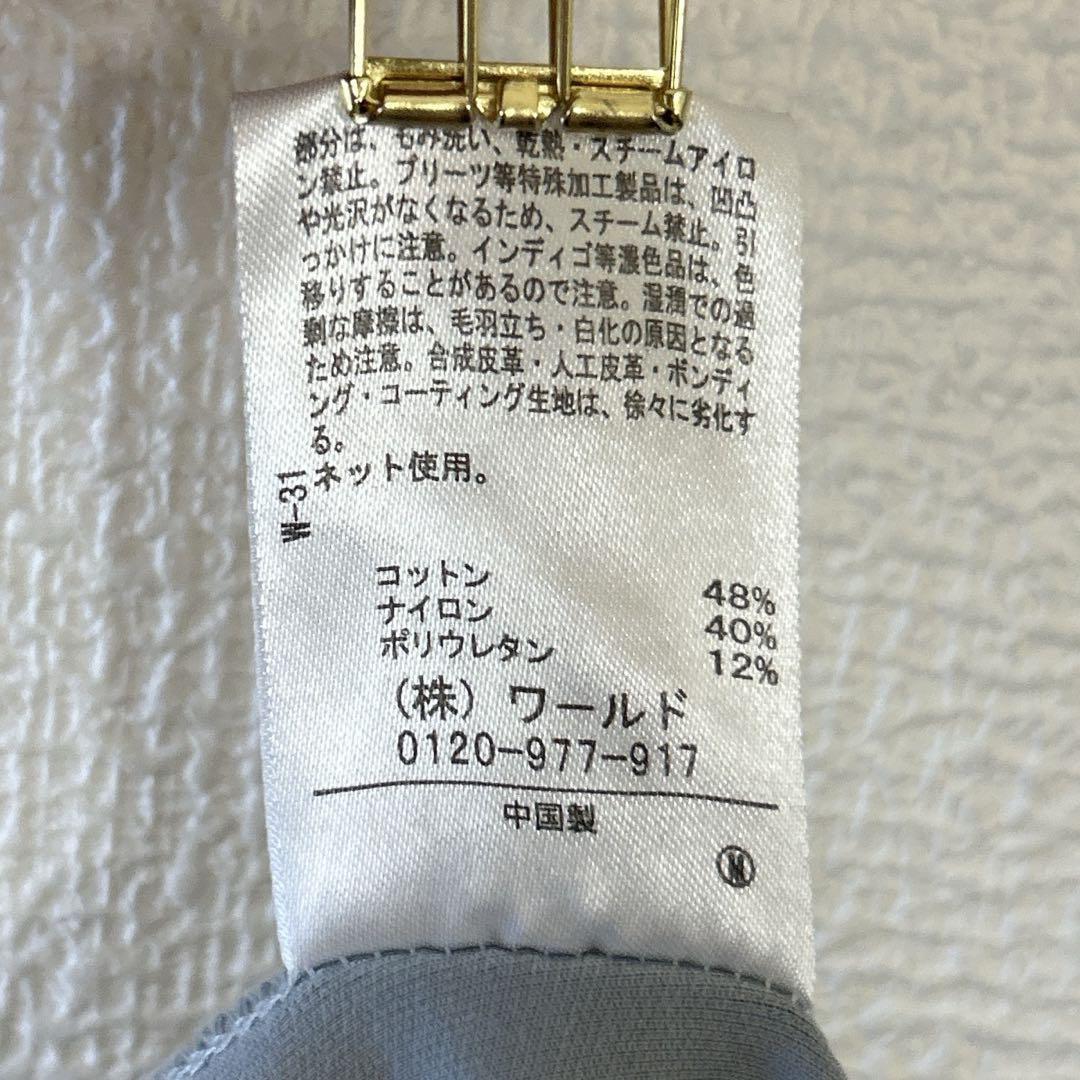 部分は、もみ洗い、乾熱・スチームアイロ
ン禁止。プリーツ等特殊加工製品は、凹凸
や光沢がなくなるため、スチーム禁止。引
っかけに注意。インディゴ等濃色品は、色
移りすることがあるので注意。湿潤での過
剰な摩擦は、毛羽立ち・白化の原因となる
ため注意。合成皮革・人工皮革・ボンディ
ング・コーティング生地は、徐々に劣化す
る。
ネット使用。
W-31
コットン 48%
ナイロン 40%
ポリウレタン 12%
(株) ワールド
0120-977-917
中国製
N